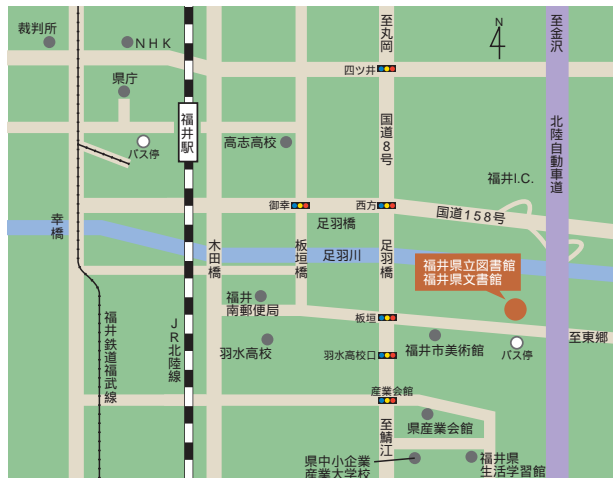 裁判所
NHK
至丸岡
N
至金沢
県庁
四ツ井
福井駅
国道8号
北陸自動車道
バス停
高志高校
福井I.C.
御幸
西方
国道158号
足羽橋
幸橋
木田橋
板垣橋
足羽川
足羽橋
福井県立図書館
福井県文書館
福井
南郵便局
板垣
福井鉄道福武線
JR北陸線
羽水高校
羽水高校口
福井市美術館
バス停
至東郷
産業会館
県産業会館
至鯖江
県中小企業
産業大学校
福井県
生活学習館